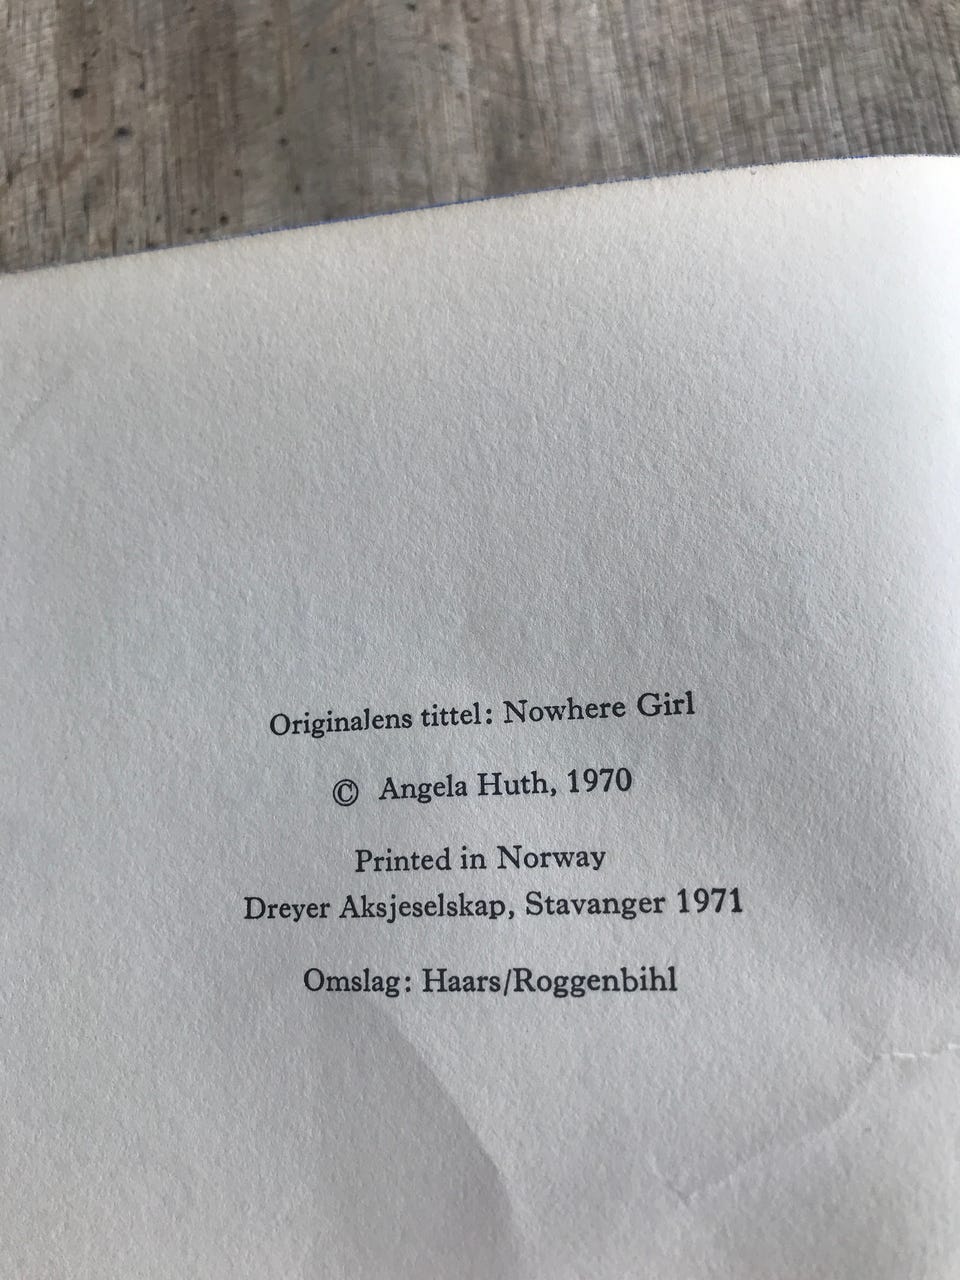 Originalens tittel: Nowhere Girl
© Angela Huth, 1970
Printed in Norway
Dreyer Aksjeselskap, Stavanger 1971
Omslag: Haars/Roggenbihl